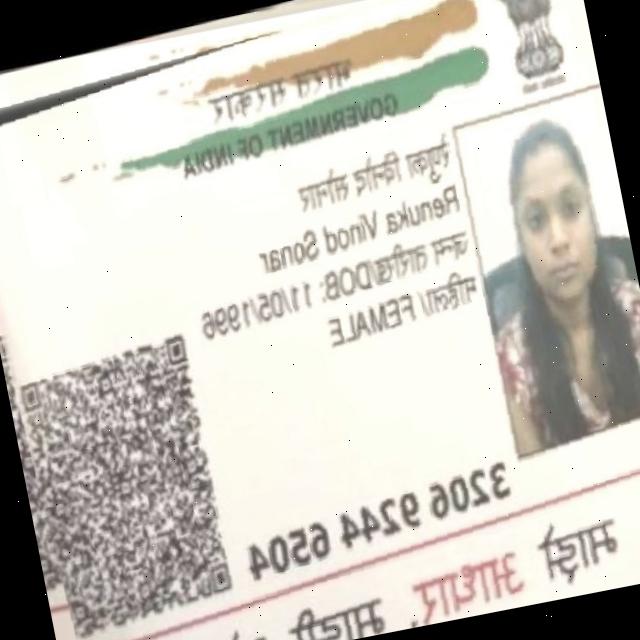 भारत सरकार
GOVERNMENT OF INDIA
रेणुका विनोद सोनार
Renuka Vinod Sonar
जन्म तारीख/DOB: 11/05/1996
महिला/ FEMALE
3206 9244 6504
माझे आधार, माझी